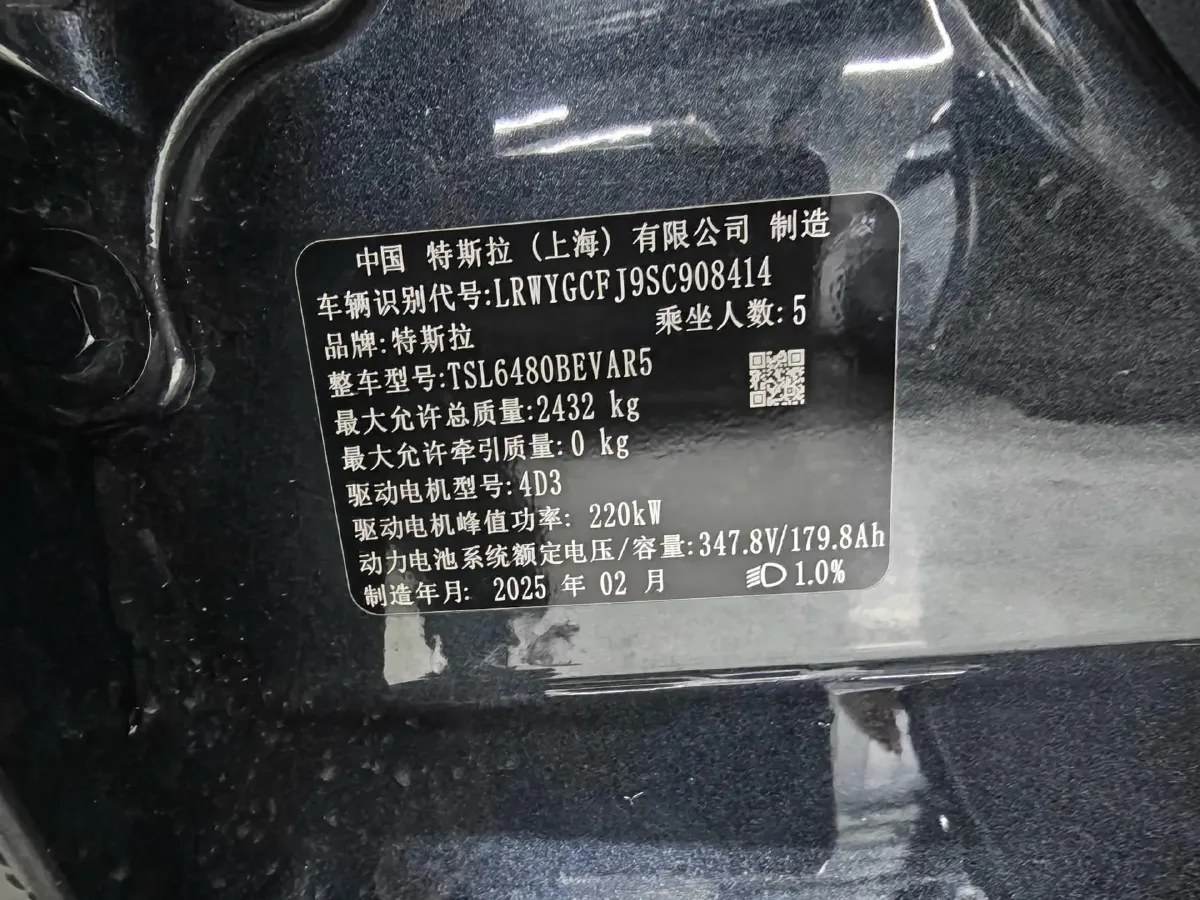 中国 特斯拉 (上海) 有限公司 制造
车辆识别代号:LRWYGCFJ9SC908414
品牌:特斯拉 乘坐人数:5
整车型号:TSL6480BEVAR5
最大允许总质量:2432 kg
最大允许牵引质量:0 kg
驱动电机型号:4D3
驱动电机峰值功率: 220kW
动力电池系统额定电压/容量:347.8V/179.8Ah
制造年月: 2025 年 02 月 1.0%